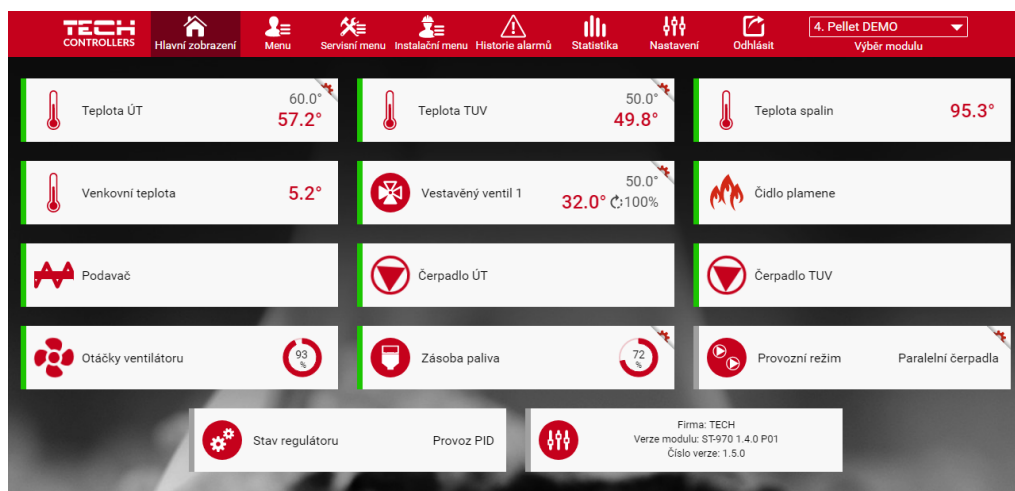 TECH
CONTROLLERS
Hlavní zobrazení
Menu
Servisní menu
Instalační menu
Historie alarmů
Statistika
Nastavení
Odhlásit
4. Pellet DEMO
Výběr modulu
Teplota ÚT
60.0°
57.2°
Teplota TUV
50.0°
49.8°
Teplota spalin
95.3°
Venkovní teplota
5.2°
Vestavěný ventil 1
50.0°
32.0° 100%
Čidlo plamene
Podavač
Čerpadlo ÚT
Čerpadlo TUV
Otáčky ventilátoru
93
%
Zásoba paliva
72
%
Provozní režim
Paralelní čerpadla
Stav regulátoru
Provoz PID
Firma: TECH
Verze modulu: ST-970 1.4.0 P01
Číslo verze: 1.5.0